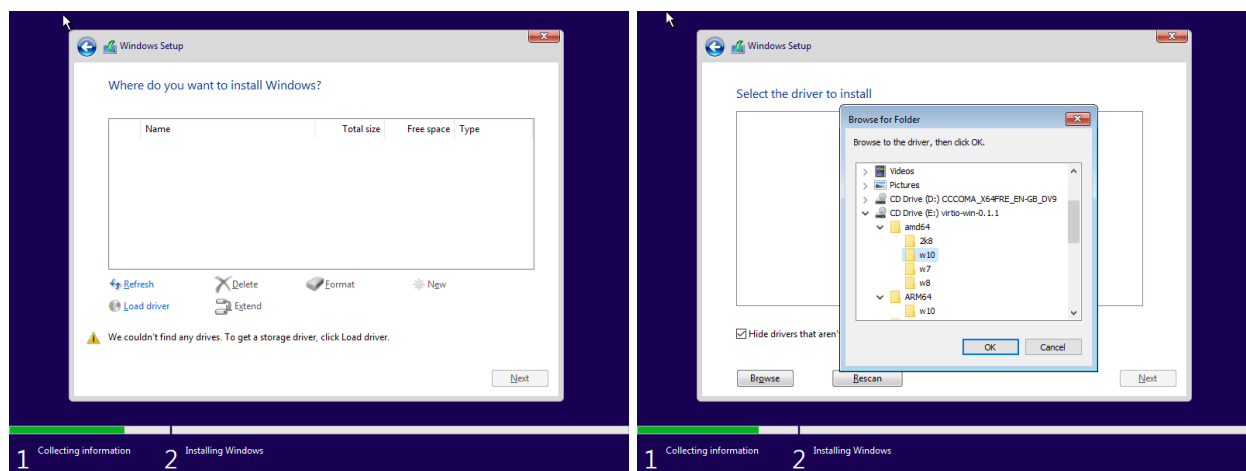 Windows Setup
Where do you want to install Windows?
Name Total size Free space Type
Refresh Delete Format New
Load driver Extend
We couldn't find any drives. To get a storage driver, click Load driver.
Next
1 Collecting information 2 Installing Windows
Windows Setup
Select the driver to install
Browse for Folder
Browse to the driver, then click OK.
Videos
Pictures
CD Drive (D:) CCCOMA_X64FRE_EN-GB_DV9
CD Drive (E:) virtio-win-0.1.1
amd64
2k8
w10
w7
w8
ARM64
w10
Hide drivers that aren'
OK Cancel
Browse Rescan Next
1 Collecting information 2 Installing Windows